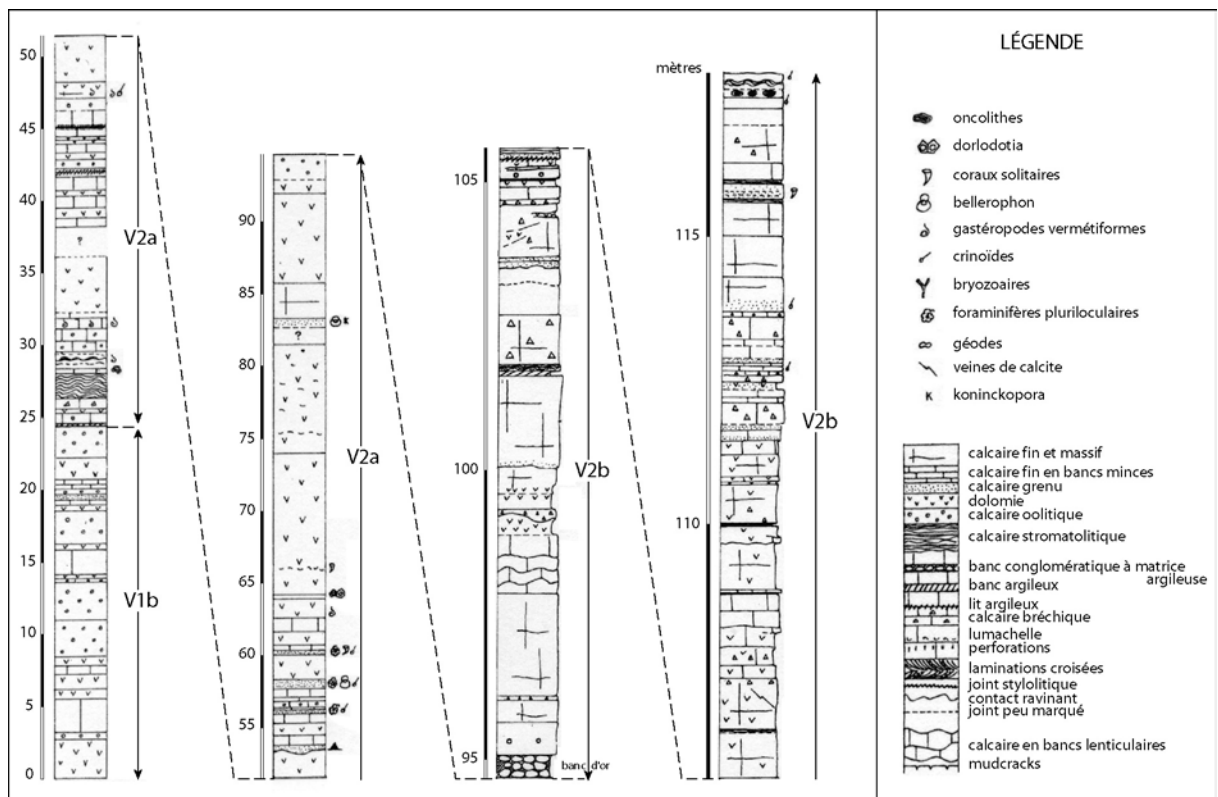 50
45
40
35
30
25
20
15
10
5
0
?
V2a
V1b
90
85
80
75
70
65
60
55
?
K
V2a
105
100
95
banc d'or
V2b
mètres
115
110
V2b
LÉGENDE
oncolithes
dorlodotia
coraux solitaires
bellerophon
gastéropodes vermétiformes
crinoïdes
bryozoaires
foraminifères pluriloculaires
géodes
veines de calcite
K koninckopora
calcaire fin et massif
calcaire fin en bancs minces
calcaire grenu
dolomie
calcaire oolitique
calcaire stromatolitique
banc conglomératique à matrice
argileuse
banc argileux
lit argileux
calcaire bréchique
lumachelle
perforations
laminations croisées
joint stylolitique
contact ravinant
joint peu marqué
calcaire en bancs lenticulaires
mudcracks